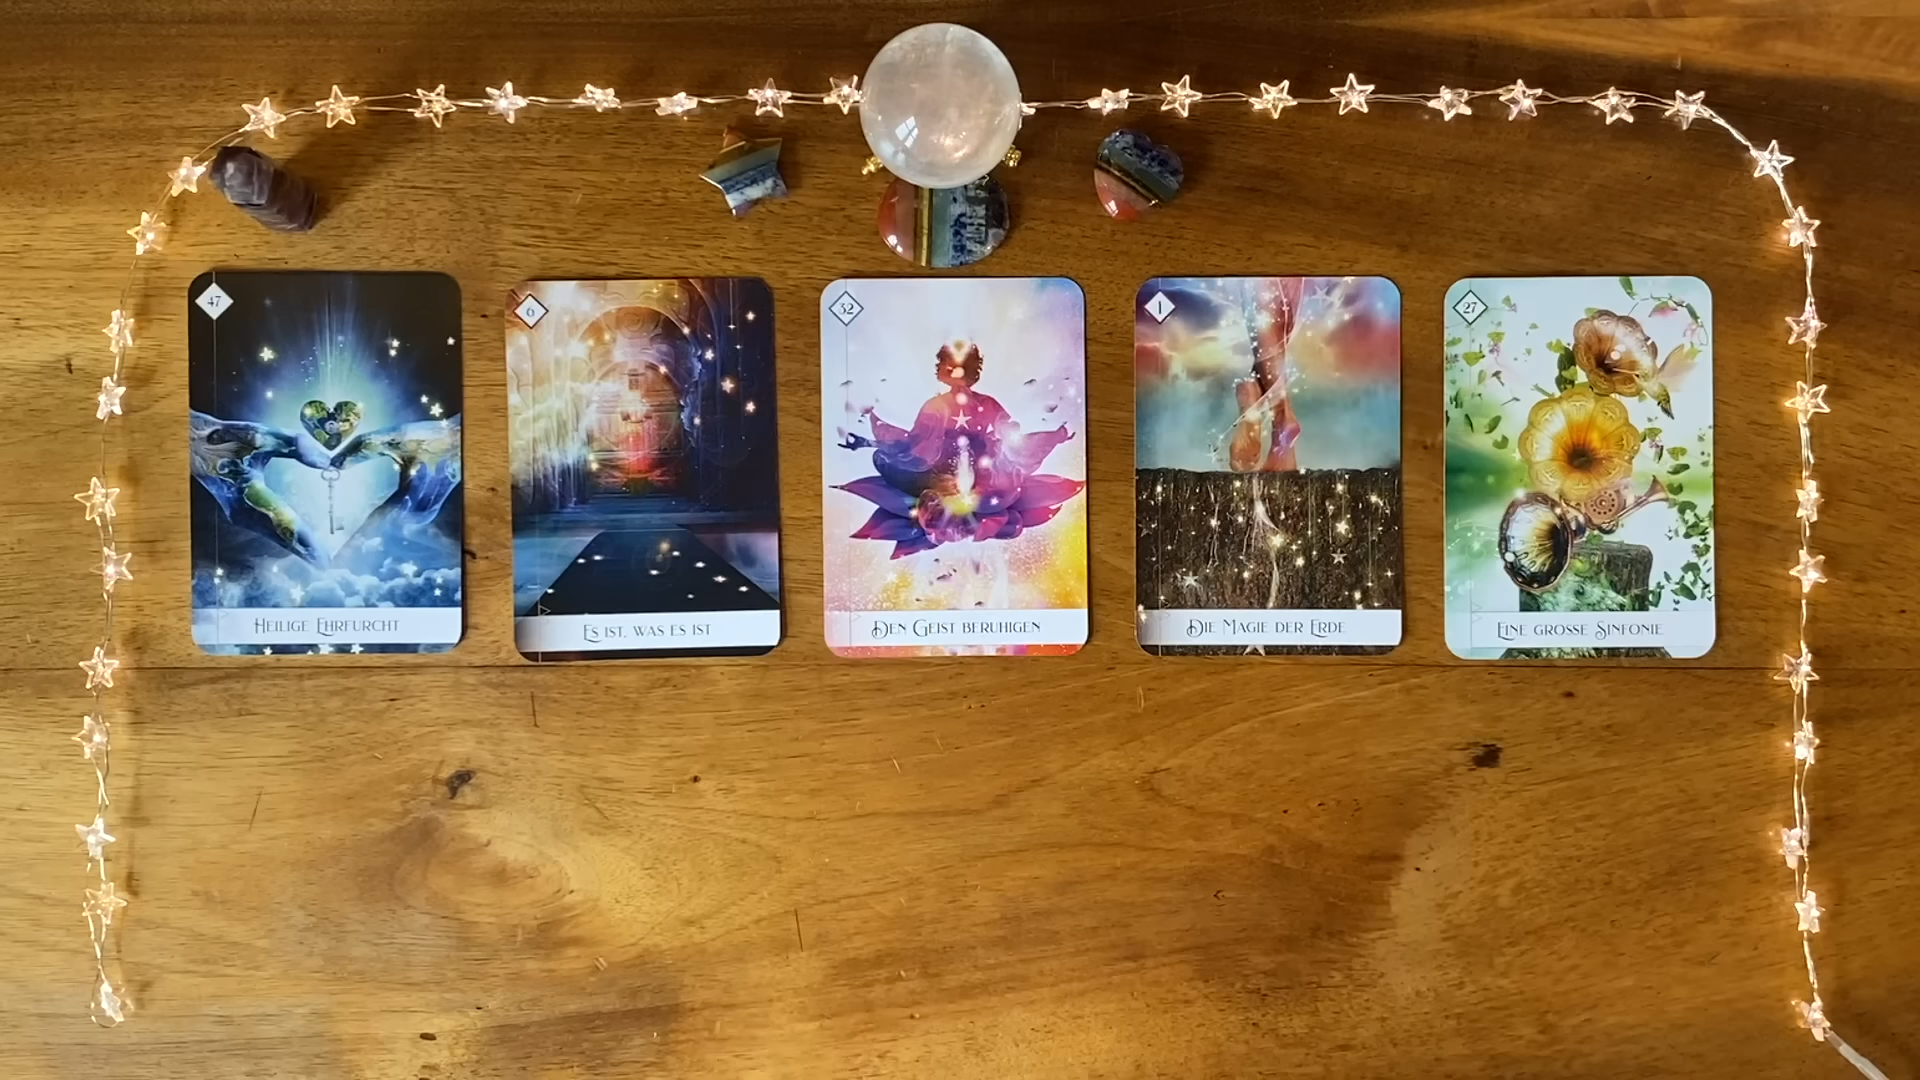 47
HEILIGE EHRFURCHT
6
ES IST, WAS ES IST
32
DEN GEIST BERUHIGEN
1
DIE MAGIE DER ERDE
27
EINE GROSSE SINFONIE